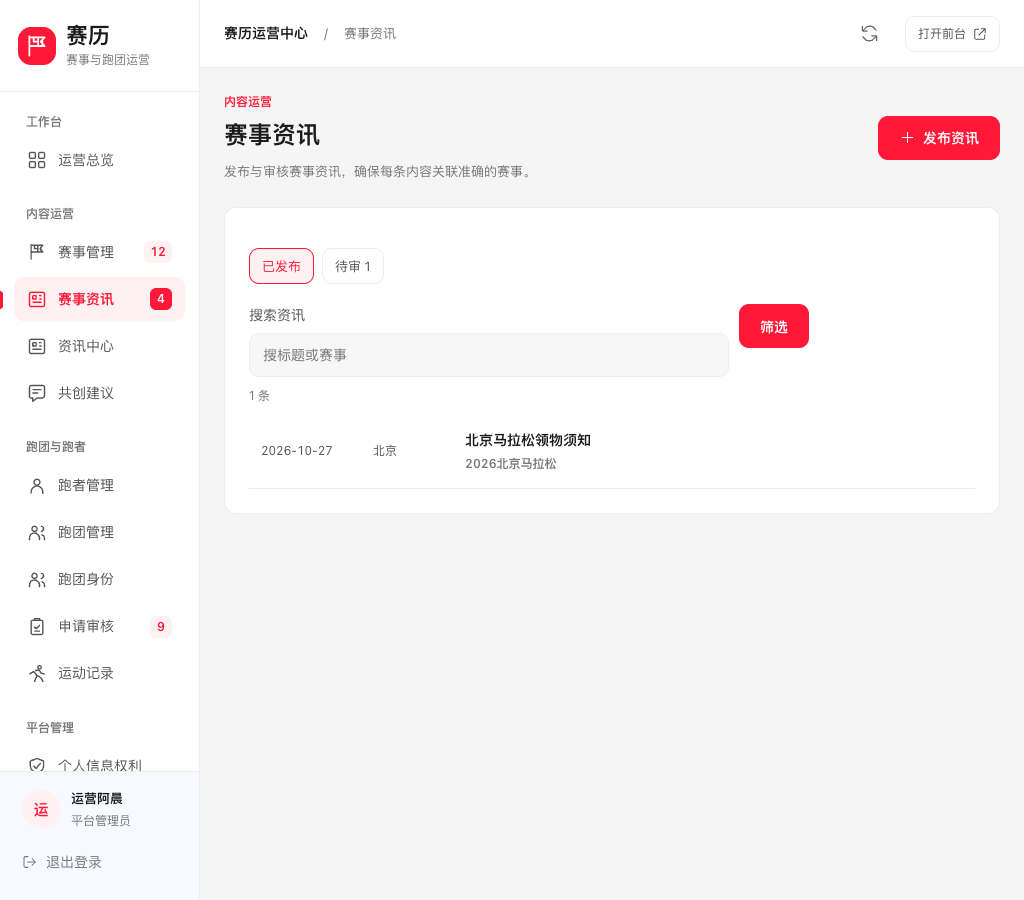 赛历
赛事与跑团运营
工作台
运营总览
内容运营
赛事管理 12
赛事资讯 4
资讯中心
共创建议
跑团与跑者
跑者管理
跑团管理
跑团身份
申请审核 9
运动记录
平台管理
个人信息权利
运 运营阿晨
平台管理员
退出登录
赛历运营中心 / 赛事资讯
打开前台
内容运营
赛事资讯
发布与审核赛事资讯，确保每条内容关联准确的赛事。
发布资讯
已发布 待审 1
搜索资讯
搜标题或赛事
筛选
1 条
2026-10-27 北京 北京马拉松领物须知
2026北京马拉松